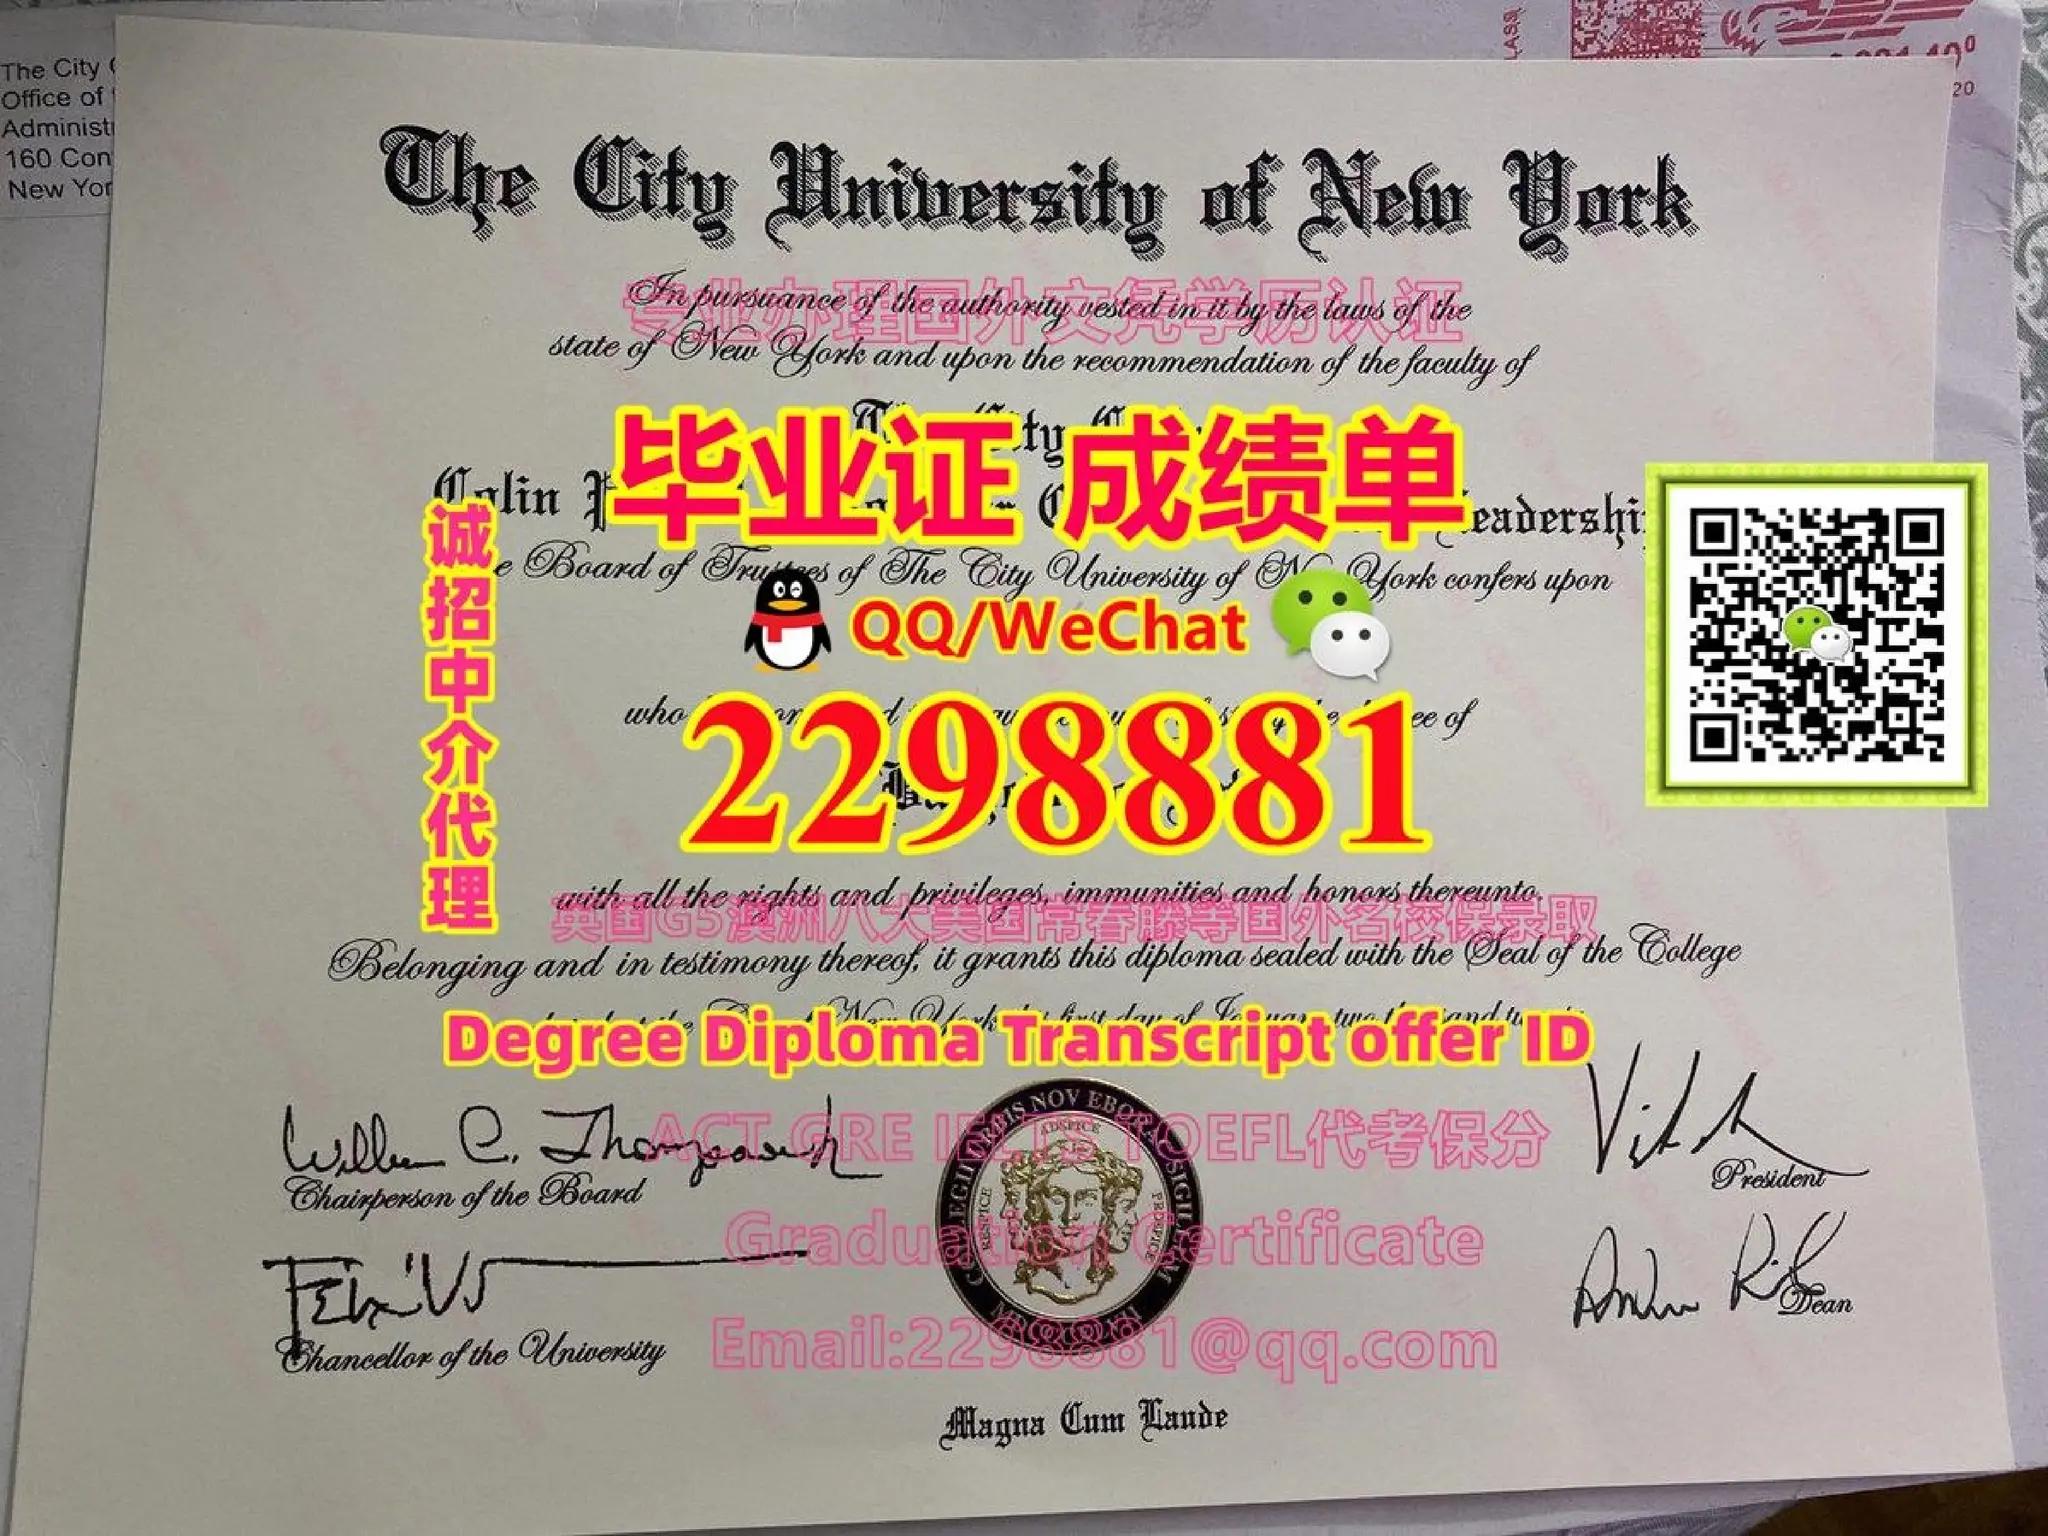 The City
Office of
Administ
160 Con
New Yor
The City University of New York
专业办理国外文凭学历认证
In pursuance of the authority vested in it by the laws of the
state of New York and upon the recommendation of the faculty of
毕业证 成绩单
Colin
Board of Trustees of The City University of New York confers upon
诚招中介代理
QQ/WeChat
who
of
2298881
with all the rights and privileges, immunities and honors thereunto
英国G5澳洲八大美国常春藤等国外名校保录取
Belonging and in testimony thereof, it grants this diploma sealed with the Seal of the College
Degree Diploma Transcript offer ID
ACT GRE IELTS TOEFL代考保分
Chairperson of the Board
President
RESPICE
ADSPICE
PROSPICE
Graduation Certificate
Dean
Chancellor of the University
Email:2298881@qq.com
Magna Cum Laude